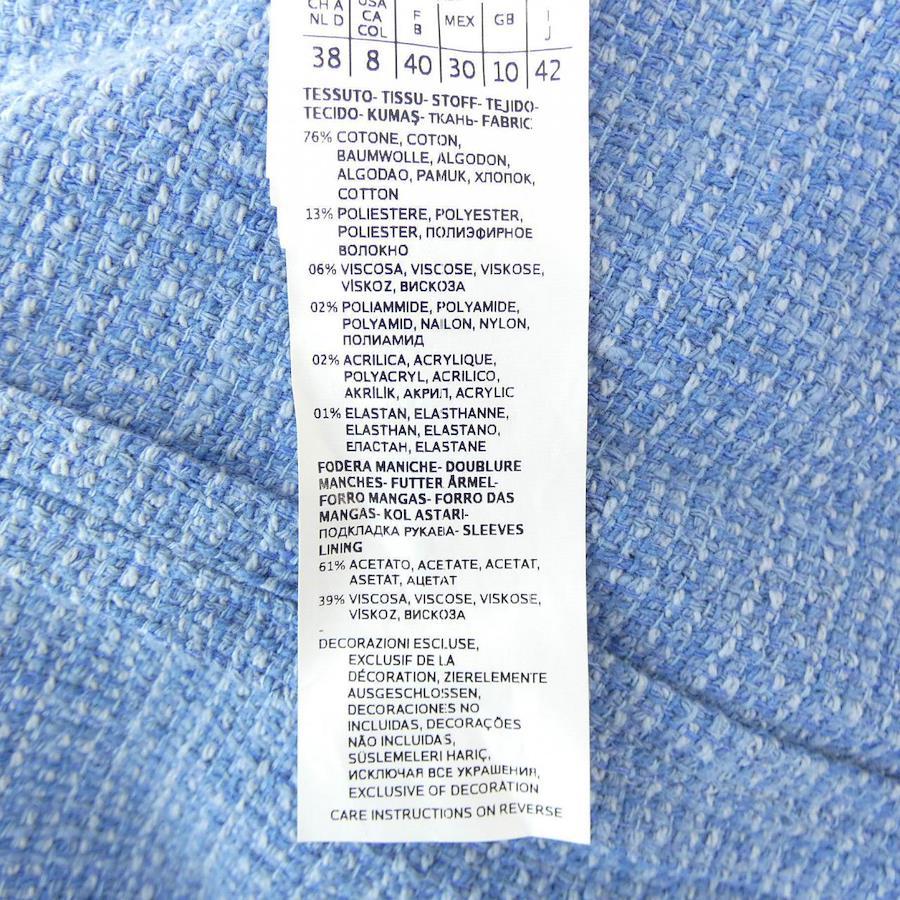 CH A USA F MEX GB I
NL D CA B J
COL
38 8 40 30 10 42
TESSUTO- TISSU- STOFF- TEJIDO-
TECIDO- KUMAŞ- ТКАНЬ- FABRIC
76% COTONE, COTON,
BAUMWOLLE, ALGODON,
ALGODAO, PAMUK, ХЛОПОК,
COTTON
13% POLIESTERE, POLYESTER,
POLIESTER, ПОЛИЭФИРНОЕ
ВОЛОКНО
06% VISCOSA, VISCOSE, VISKOSE,
VİSKOZ, ВИСКОЗА
02% POLIAMMIDE, POLYAMIDE,
POLYAMID, NAILON, NYLON,
ПОЛИАМИД
02% ACRILICA, ACRYLIQUE,
POLYACRYL, ACRILICO,
AKRİLİK, АКРИЛ, ACRYLIC
01% ELASTAN, ELASTHANNE,
ELASTHAN, ELASTANO,
ЕЛАСТАН, ELASTANE
FODERA MANICHE- DOUBLURE
MANCHES- FUTTER ÄRMEL-
FORRO MANGAS- FORRO DAS
MANGAS- KOL ASTARI-
ПОДКЛАДКА РУКАВА- SLEEVES
LINING
61% ACETATO, ACETATE, ACETAT,
ASETAT, АЦЕТАТ
39% VISCOSA, VISCOSE, VISKOSE,
VİSKOZ, ВИСКОЗА
-
DECORAZIONI ESCLUSE,
EXCLUSIF DE LA
DÉCORATION, ZIERELEMENTE
AUSGESCHLOSSEN,
DECORACIONES NO
INCLUIDAS, DECORAÇÕES
NÃO INCLUIDAS,
SÜSLEMELERİ HARİÇ,
ИСКЛЮЧАЯ ВСЕ УКРАШЕНИЯ,
EXCLUSIVE OF DECORATION
CARE INSTRUCTIONS ON REVERSE